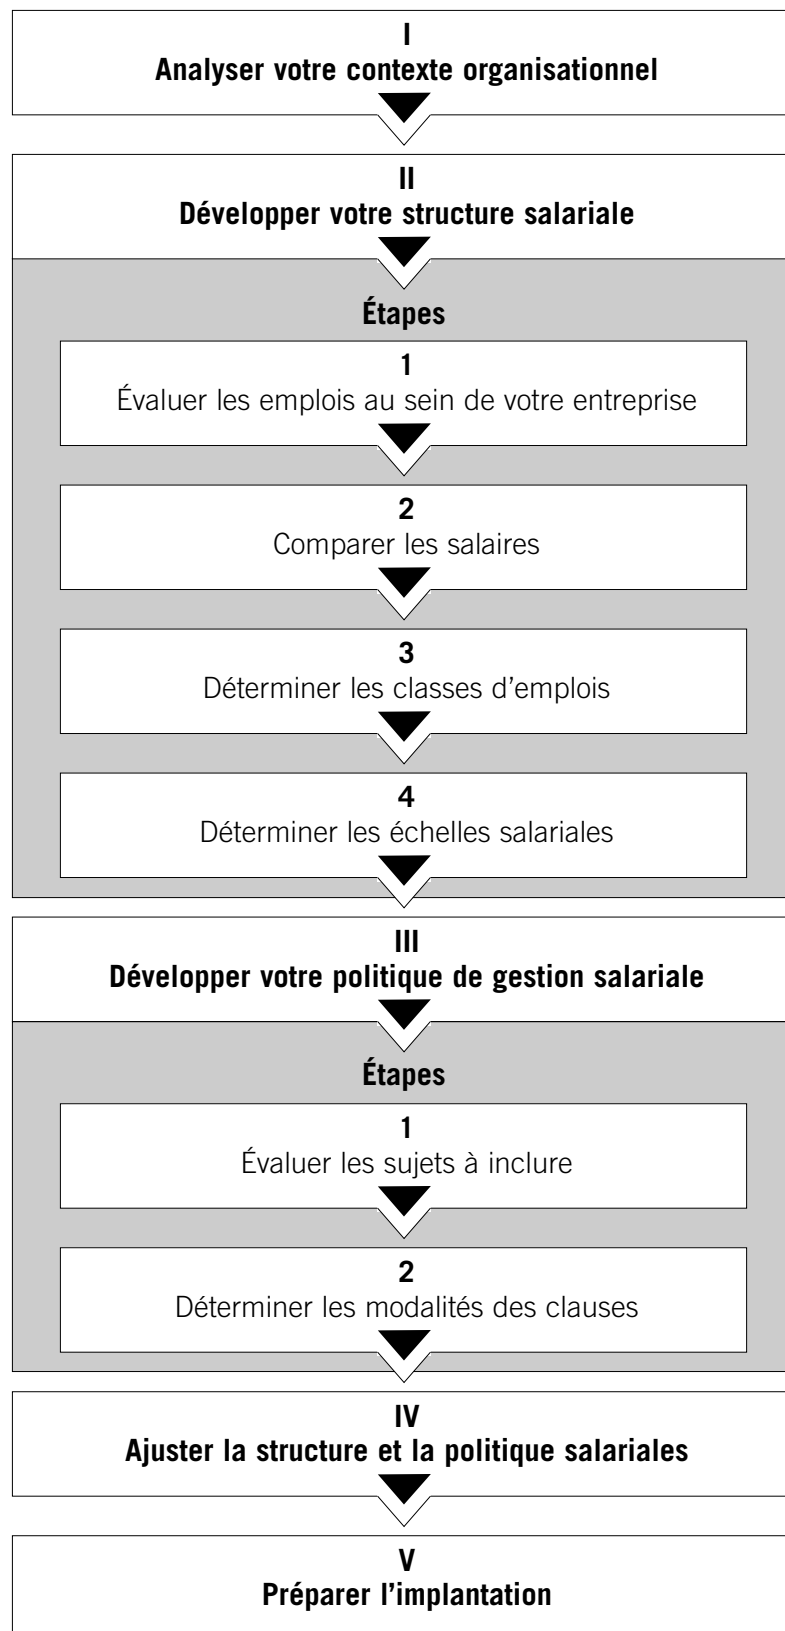 I
Analyser votre contexte organisationnel
II
Développer votre structure salariale
Étapes
1
Évaluer les emplois au sein de votre entreprise
2
Comparer les salaires
3
Déterminer les classes d’emplois
4
Déterminer les échelles salariales
III
Développer votre politique de gestion salariale
Étapes
1
Évaluer les sujets à inclure
2
Déterminer les modalités des clauses
IV
Ajuster la structure et la politique salariales
V
Préparer l’implantation